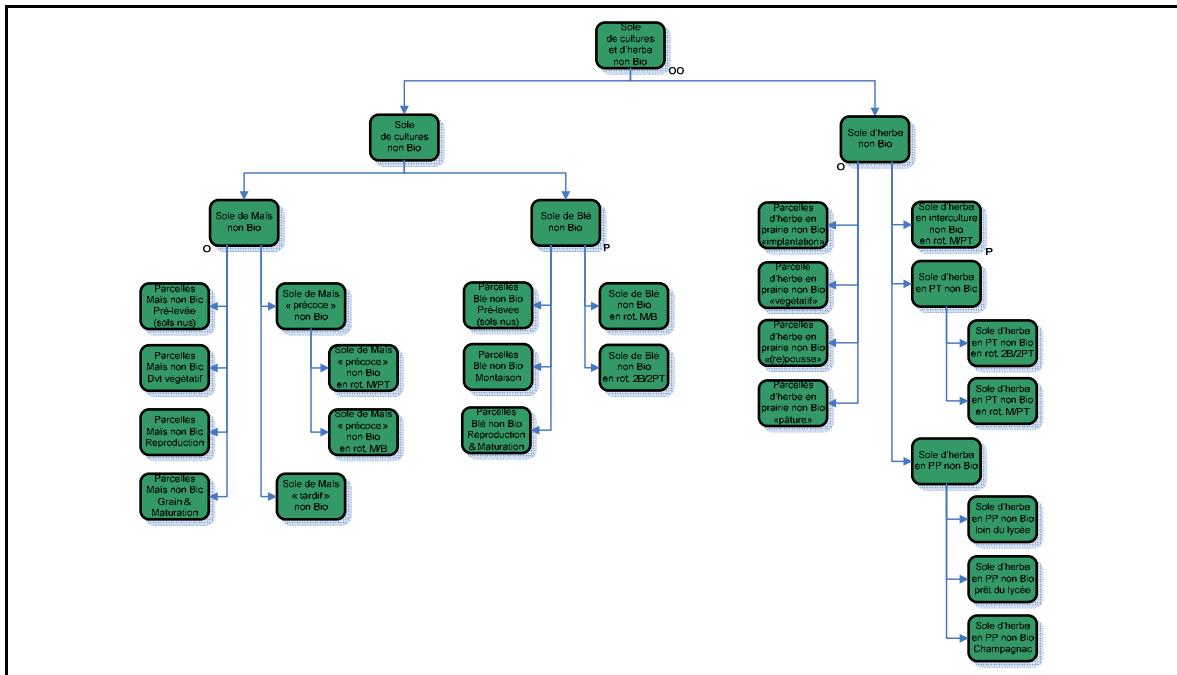 Sole
de cultures
et d'herbe
non Bio
OO
Sole
de cultures
non Bio
Sole d'herbe
non Bio
O
Sole de Maïs
non Bio
O
Sole de Blé
non Bio
P
Parcelles
Maïs non Bio
Pré-levée
(sols nus)
Parcelles
Maïs non Bio
Dvt végétatif
Parcelles
Maïs non Bio
Reproduction
Parcelles
Maïs non Bio
Grain &
Maturation
Sole de Maïs
« précoce »
non Bio
Sole de Maïs
« précoce»
non Bio
en rot. M/PT
Sole de Maïs
« précoce»
non Bio
en rot. M/B
Sole de Maïs
« tardif»
non Bio
Parcelles
Blé non Bio
Pré-levée
(sols nus)
Parcelles
Blé non Bio
Montaison
Parcelles
Blé non Bio
Reproduction
& Maturation
Sole de Blé
non Bio
en rot. M/B
Sole de Blé
non Bio
en rot. 2B/2PT
Parcelles
d'herbe en
prairie non Bio
«implantation»
Parcelle
d'herbe en
prairie non Bio
«végétatif»
Parcelles
d'herbe en
prairie non Bio
«(re)pousse»
Parcelles
d'herbe en
prairie non Bio
«pâture»
Sole d'herbe
en interculture
non Bio
en rot. M/PT
P
Sole d'herbe
en PT non Bio
Sole d'herbe
en PT non Bio
en rot. 2B/2PT
Sole d'herbe
en PT non Bio
en rot. M/PT
Sole d'herbe
en PP non Bio
Sole d'herbe
en PP non Bio
loin du lycée
Sole d'herbe
en PP non Bio
prêt du lycée
Sole d'herbe
en PP non Bio
Champagnac